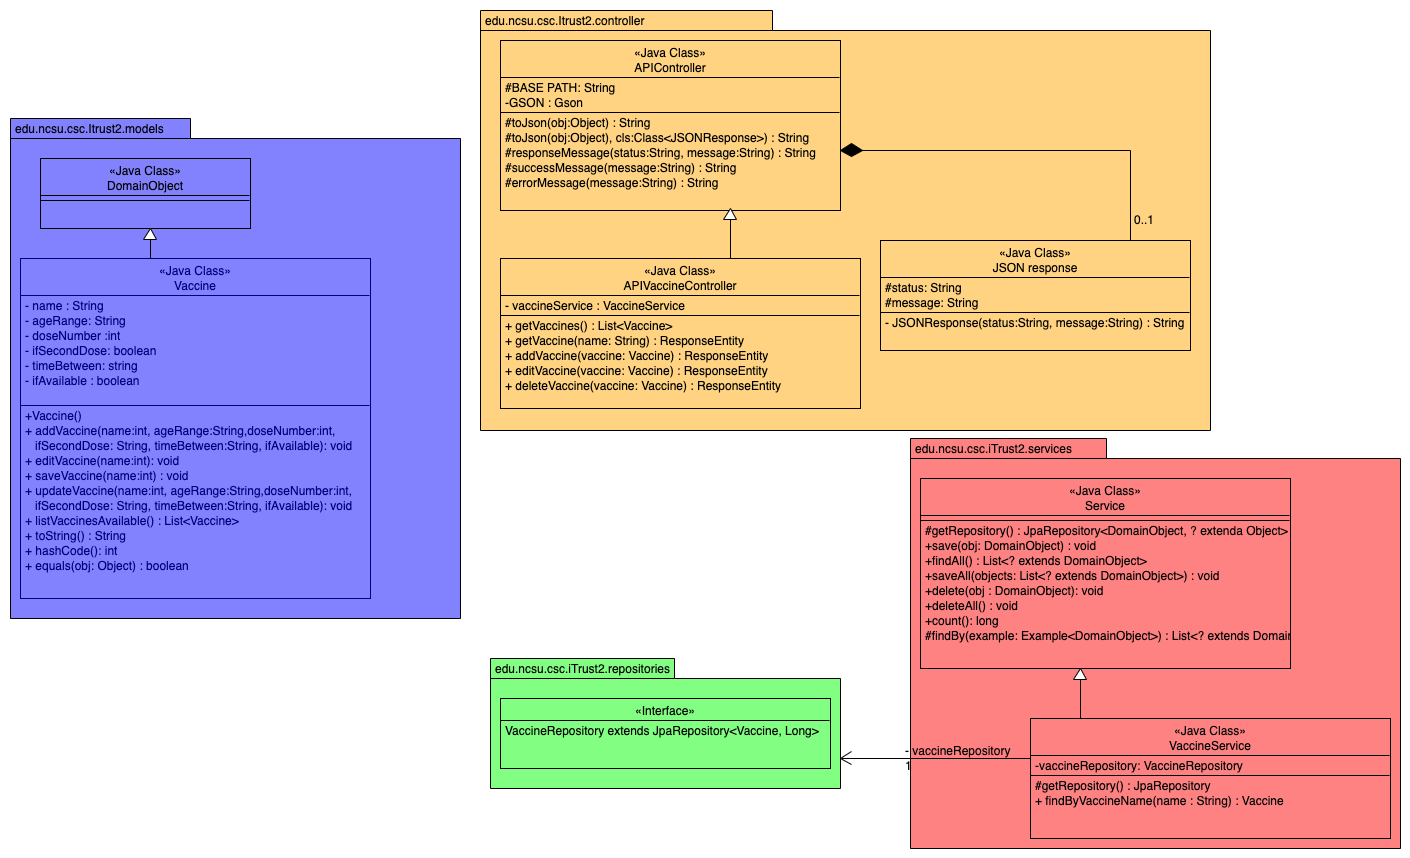 edu.ncsu.csc.Itrust2.models
«Java Class»
DomainObject
«Java Class»
Vaccine
- name : String
- ageRange: String
- doseNumber :int
- ifSecondDose: boolean
- timeBetween: string
- ifAvailable : boolean
+Vaccine()
+ addVaccine(name:int, ageRange:String,doseNumber:int,
ifSecondDose: String, timeBetween:String, ifAvailable): void
+ editVaccine(name:int): void
+ saveVaccine(name:int) : void
+ updateVaccine(name:int, ageRange:String,doseNumber:int,
ifSecondDose: String, timeBetween:String, ifAvailable): void
+ listVaccinesAvailable() : List<Vaccine>
+ toString() : String
+ hashCode(): int
+ equals(obj: Object) : boolean
edu.ncsu.csc.Itrust2.controller
«Java Class»
APIController
#BASE PATH: String
-GSON : Gson
#toJson(obj:Object) : String
#toJson(obj:Object), cls:Class<JSONResponse>) : String
#responseMessage(status:String, message:String) : String
#successMessage(message:String) : String
#errorMessage(message:String) : String
0..1
«Java Class»
APIVaccineController
- vaccineService : VaccineService
+ getVaccines() : List<Vaccine>
+ getVaccine(name: String) : ResponseEntity
+ addVaccine(vaccine: Vaccine) : ResponseEntity
+ editVaccine(vaccine: Vaccine) : ResponseEntity
+ deleteVaccine(vaccine: Vaccine) : ResponseEntity
«Java Class»
JSON response
#status: String
#message: String
- JSONResponse(status:String, message:String) : String
edu.ncsu.csc.iTrust2.services
«Java Class»
Service
#getRepository() : JpaRepository<DomainObject, ? extenda Object>
+save(obj: DomainObject) : void
+findAll() : List<? extends DomainObject>
+saveAll(objects: List<? extends DomainObject>) : void
+delete(obj : DomainObject): void
+deleteAll() : void
+count(): long
#findBy(example: Example<DomainObject>) : List<? extends Domain
edu.ncsu.csc.iTrust2.repositories
«Interface»
VaccineRepository extends JpaRepository<Vaccine, Long>
- vaccineRepository
1
«Java Class»
VaccineService
-vaccineRepository: VaccineRepository
#getRepository() : JpaRepository
+ findByVaccineName(name : String) : Vaccine